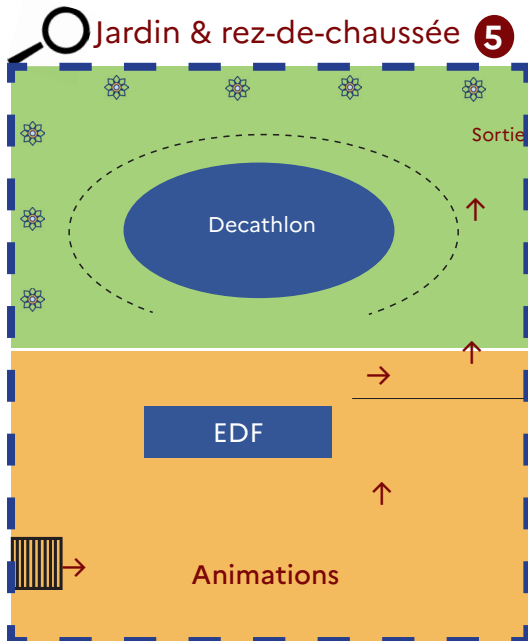 Jardin & rez-de-chaussée 5
Sortie
Decathlon
EDF
Animations